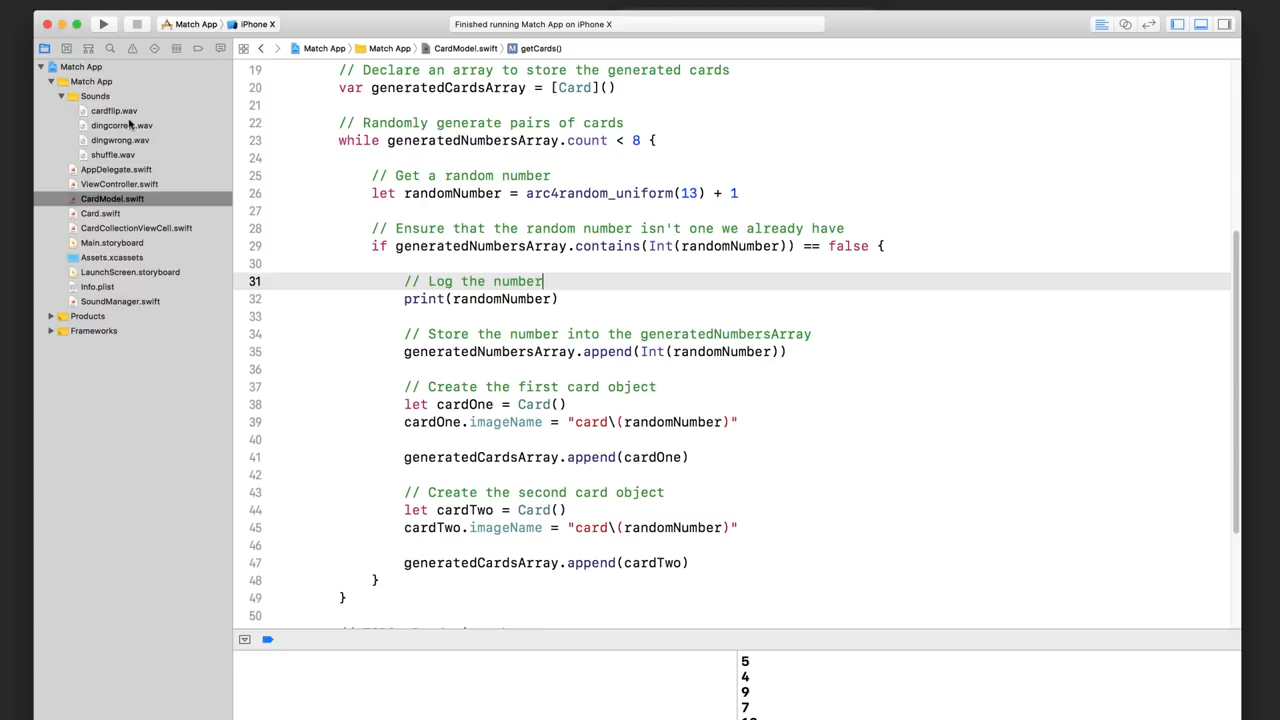 Match App iPhone X
Finished running Match App on iPhone X
Match App Match App CardModel.swift M getCards()
Match App
Match App
Sounds
cardflip.wav
dingcorrect.wav
dingwrong.wav
shuffle.wav
AppDelegate.swift
ViewController.swift
CardModel.swift
Card.swift
CardCollectionViewCell.swift
Main.storyboard
Assets.xcassets
LaunchScreen.storyboard
Info.plist
SoundManager.swift
Products
Frameworks
19 // Declare an array to store the generated cards
20 var generatedCardsArray = [Card]()
21
22 // Randomly generate pairs of cards
23 while generatedNumbersArray.count < 8 {
24
25 // Get a random number
26 let randomNumber = arc4random_uniform(13) + 1
27
28 // Ensure that the random number isn't one we already have
29 if generatedNumbersArray.contains(Int(randomNumber)) == false {
30
31 // Log the number
32 print(randomNumber)
33
34 // Store the number into the generatedNumbersArray
35 generatedNumbersArray.append(Int(randomNumber))
36
37 // Create the first card object
38 let cardOne = Card()
39 cardOne.imageName = "card\(randomNumber)"
40
41 generatedCardsArray.append(cardOne)
42
43 // Create the second card object
44 let cardTwo = Card()
45 cardTwo.imageName = "card\(randomNumber)"
46
47 generatedCardsArray.append(cardTwo)
48 }
49 }
50
5
4
9
7